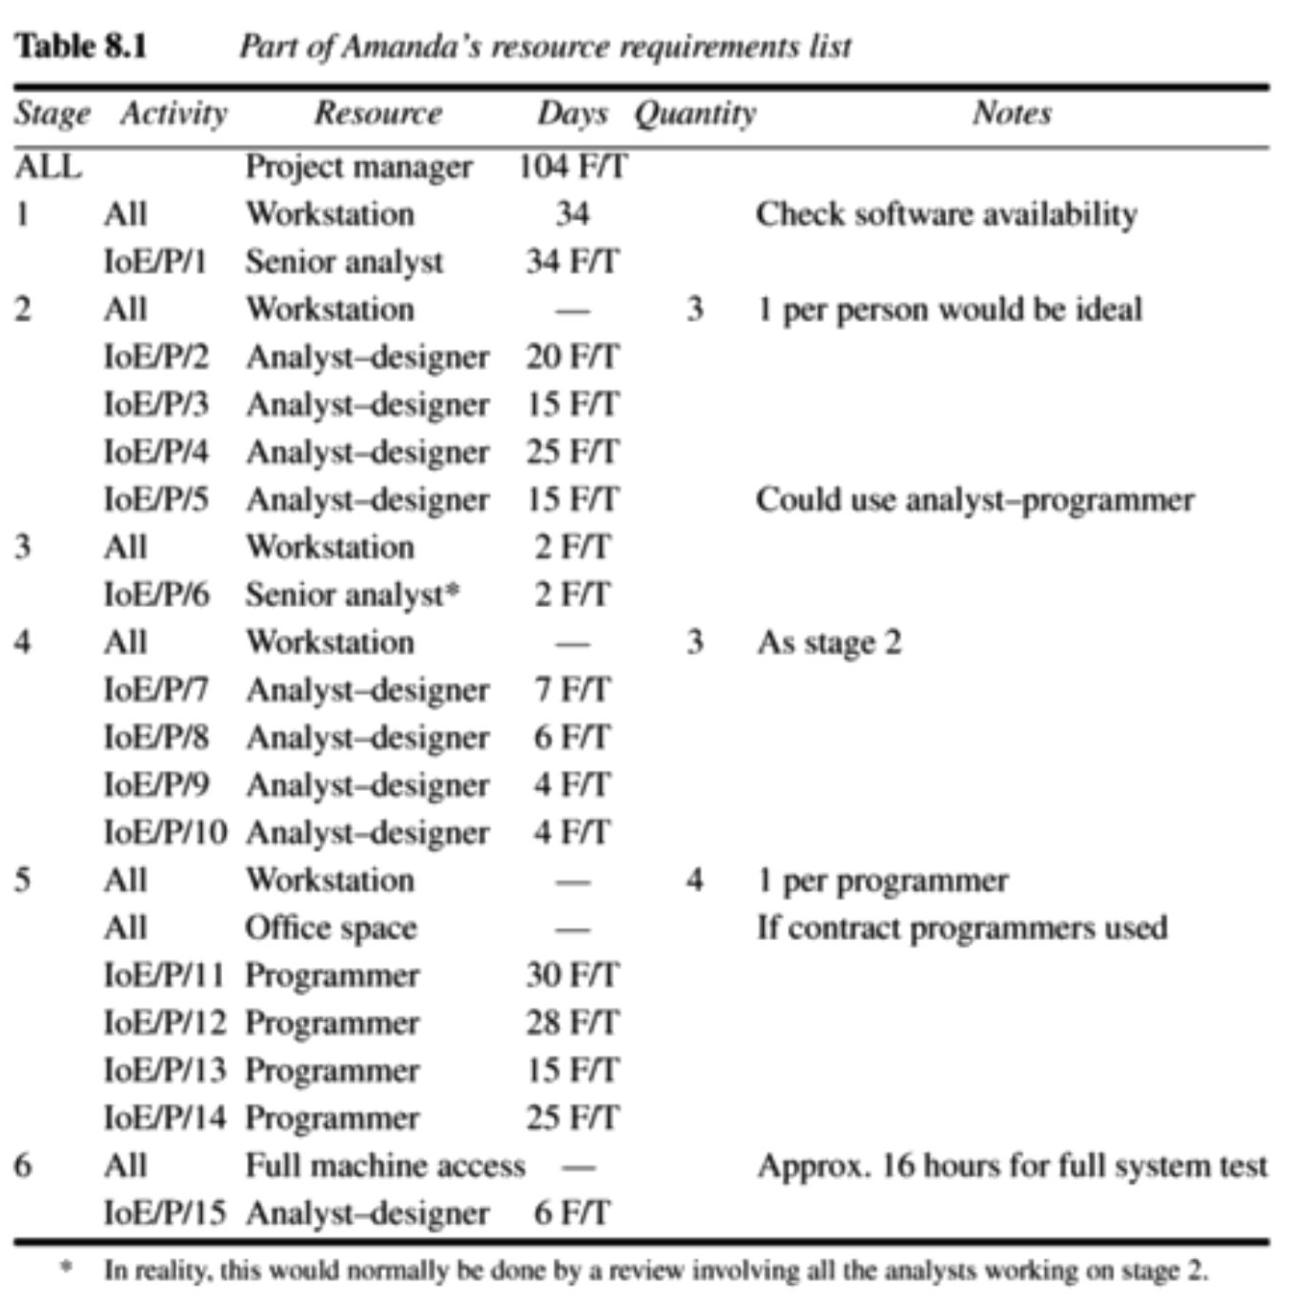 Table 8.1 Part of Amanda's resource requirements list
Stage Activity Resource Days Quantity Notes
ALL Project manager 104 F/T
1 All Workstation 34 Check software availability
IoE/P/1 Senior analyst 34 F/T
2 All Workstation — 3 1 per person would be ideal
IoE/P/2 Analyst–designer 20 F/T
IoE/P/3 Analyst–designer 15 F/T
IoE/P/4 Analyst–designer 25 F/T
IoE/P/5 Analyst–designer 15 F/T Could use analyst–programmer
3 All Workstation 2 F/T
IoE/P/6 Senior analyst* 2 F/T
4 All Workstation — 3 As stage 2
IoE/P/7 Analyst–designer 7 F/T
IoE/P/8 Analyst–designer 6 F/T
IoE/P/9 Analyst–designer 4 F/T
IoE/P/10 Analyst–designer 4 F/T
5 All Workstation — 4 1 per programmer
All Office space — If contract programmers used
IoE/P/11 Programmer 30 F/T
IoE/P/12 Programmer 28 F/T
IoE/P/13 Programmer 15 F/T
IoE/P/14 Programmer 25 F/T
6 All Full machine access — Approx. 16 hours for full system test
IoE/P/15 Analyst–designer 6 F/T
* In reality, this would normally be done by a review involving all the analysts working on stage 2.